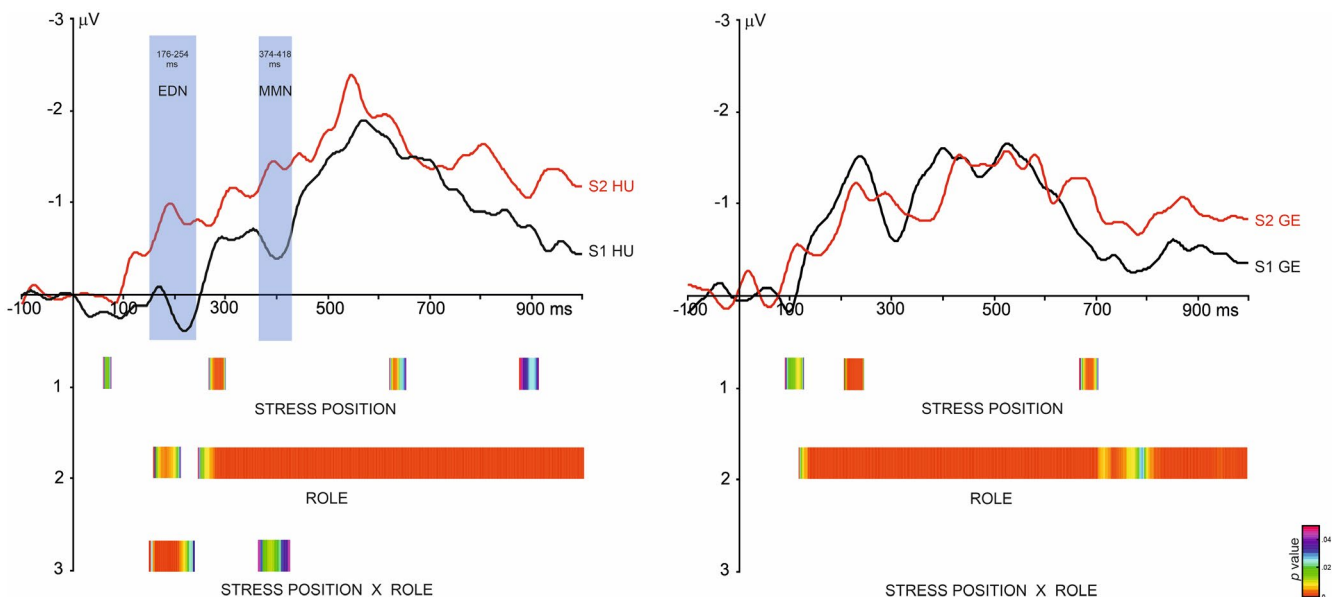 -3
µV
176-254
ms
EDN
374-418
ms
MMN
-2
-1
S2 HU
S1 HU
-100
100
300
500
700
900 ms
1
STRESS POSITION
2
ROLE
3
STRESS POSITION X ROLE
-3
µV
-2
-1
S2 GE
S1 GE
-100
100
300
500
700
900 ms
1
STRESS POSITION
2
ROLE
3
STRESS POSITION X ROLE
p value
.04
.02
0